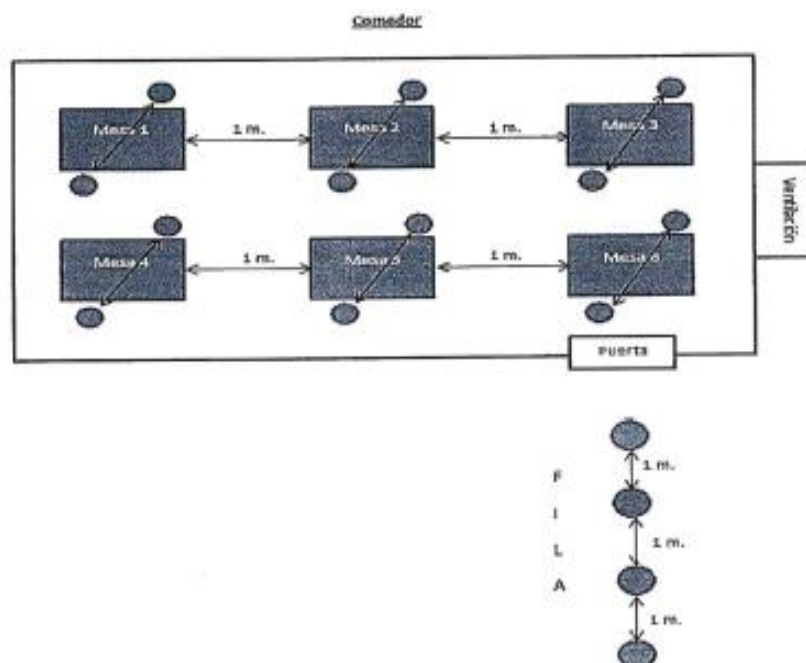 Comedor
Mesa 1
1 m.
Mesa 2
1 m.
Mesa 3
Mesa 4
1 m.
Mesa 5
1 m.
Mesa 6
Ventilación
Puerta
F
I
L
A
1 m.
1 m.
1 m.